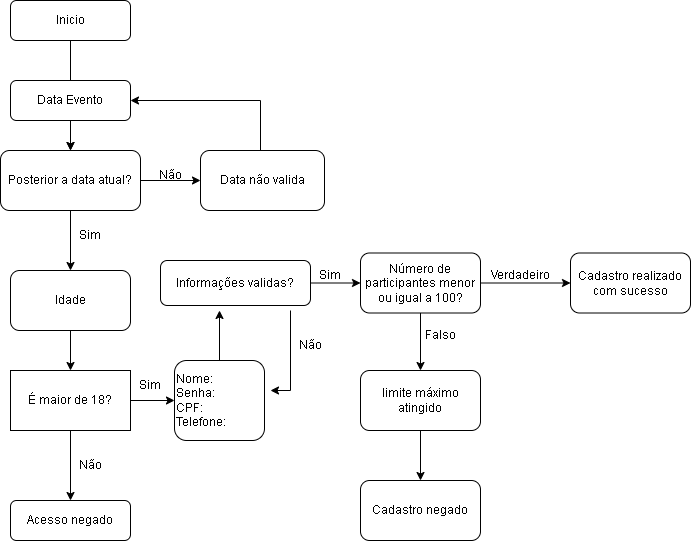 Inicio
Data Evento
Posterior a data atual?
Não
Data não valida
Sim
Idade
É maior de 18?
Sim
Não
Acesso negado
Nome:
Senha:
CPF:
Telefone:
Informações validas?
Não
Sim
Número de
participantes menor
ou igual a 100?
Verdadeiro
Cadastro realizado
com sucesso
Falso
limite máximo
atingido
Cadastro negado